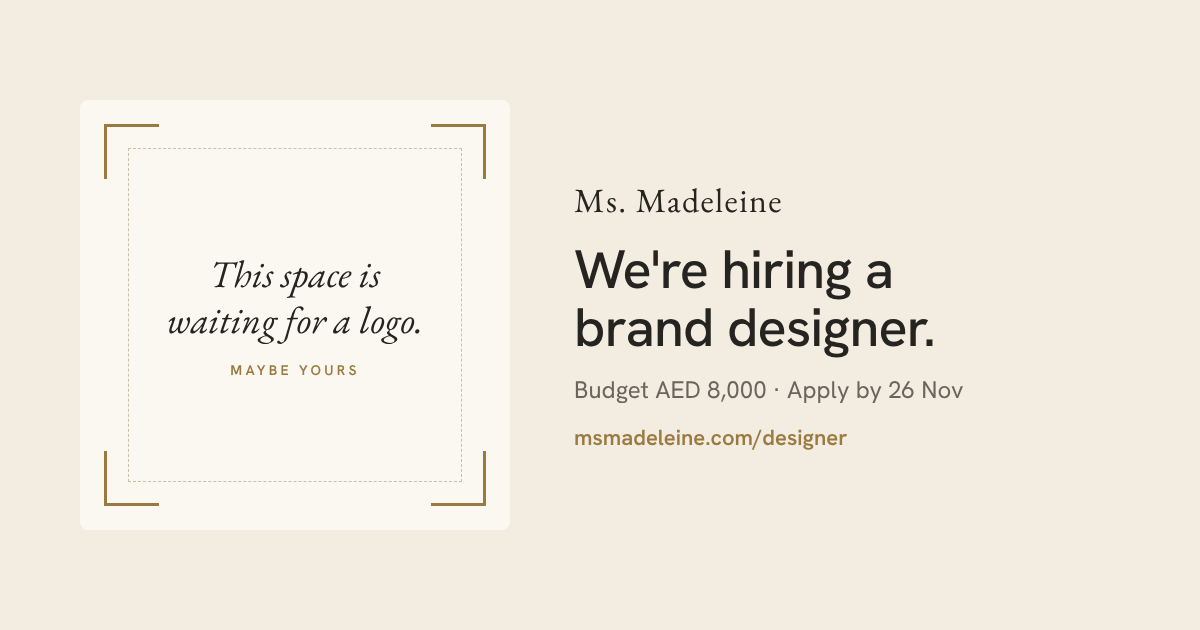 This space is
waiting for a logo.
MAYBE YOURS
Ms. Madeleine
We're hiring a
brand designer.
Budget AED 8,000 · Apply by 26 Nov
msmadeleine.com/designer